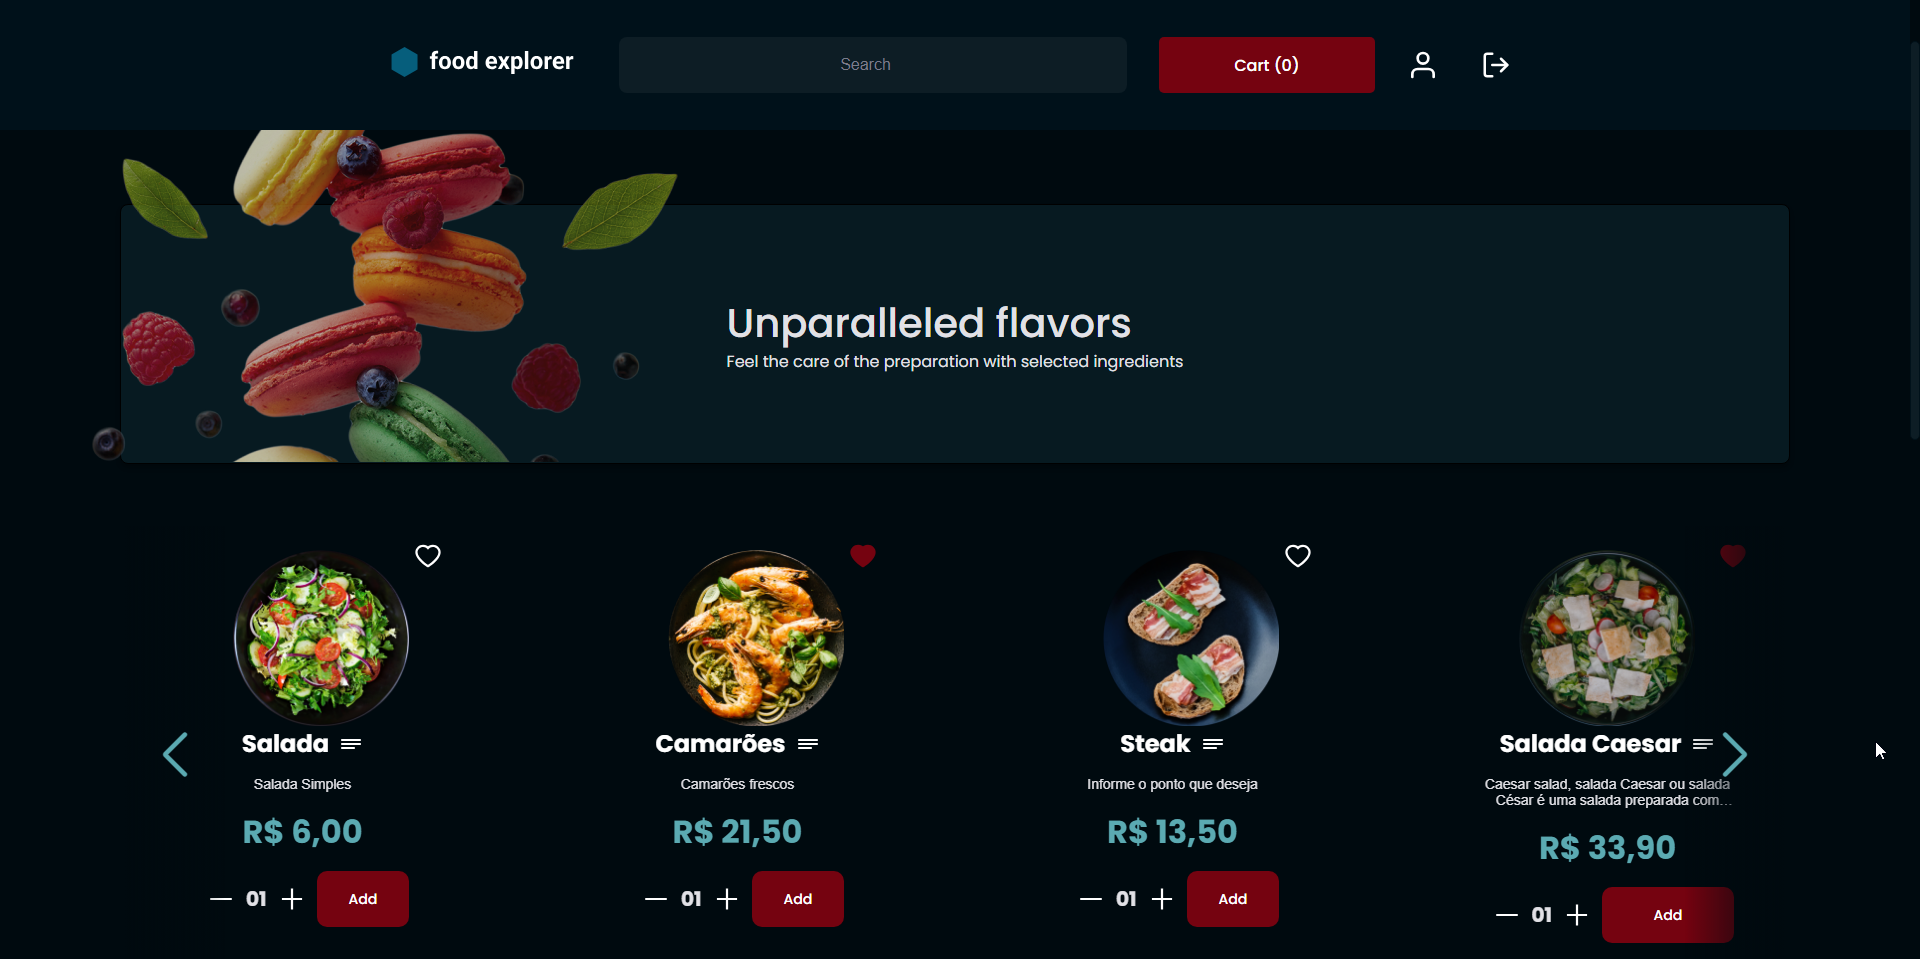 food explorer
Search
Cart (0)
Unparalleled flavors
Feel the care of the preparation with selected ingredients
Salada
Salada Simples
R$ 6,00
01
Add
Camarões
Camarões frescos
R$ 21,50
01
Add
Steak
Informe o ponto que deseja
R$ 13,50
01
Add
Salada Caesar
Caesar salad, salada Caesar ou salada
César é uma salada preparada com...
R$ 33,90
01
Add